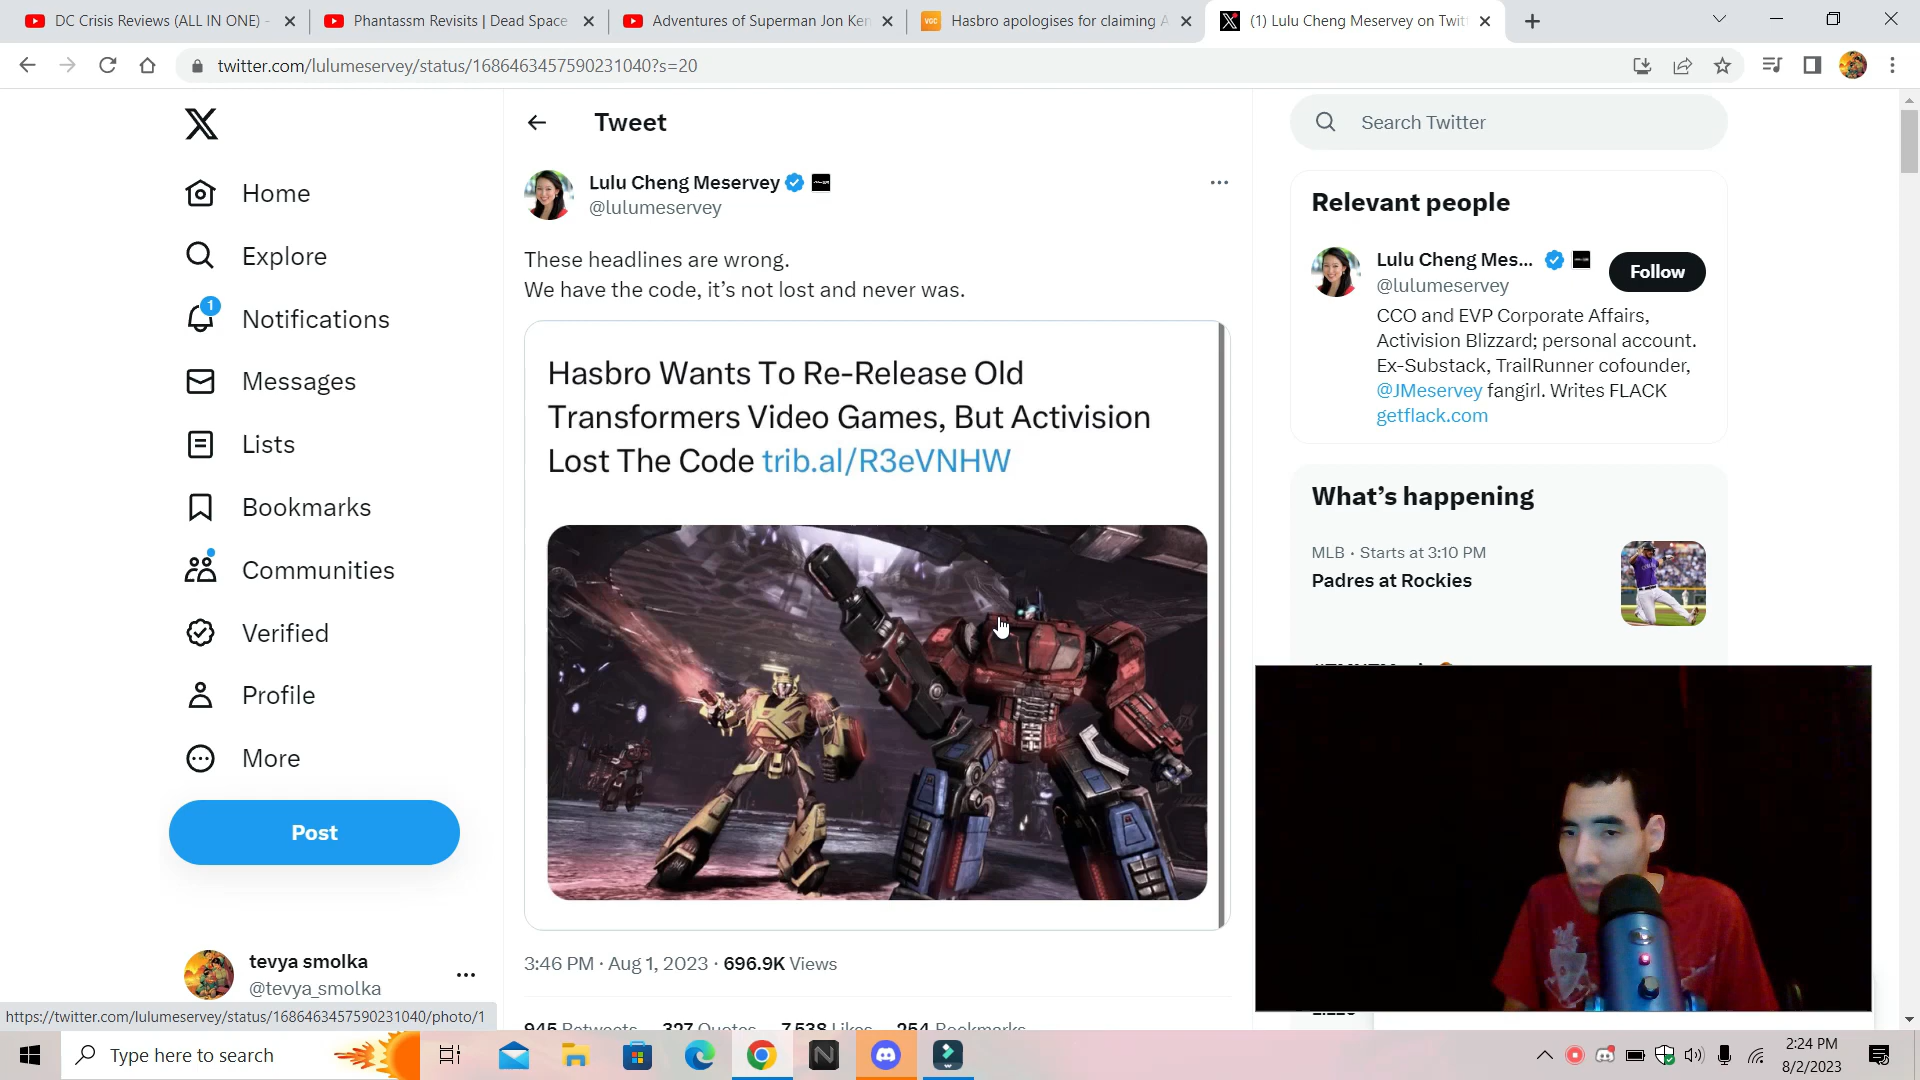 DC Crisis Reviews (ALL IN ONE) -
Phantassm Revisits | Dead Space
Adventures of Superman Jon Ken
VGC Hasbro apologises for claiming A
(1) Lulu Cheng Meservey on Twit
twitter.com/lulumeservey/status/1686463457590231040?s=20
Tweet
Search Twitter
Home
Explore
1
Notifications
Messages
Lists
Bookmarks
Communities
Verified
Profile
More
Post
tevya smolka
@tevya_smolka
Lulu Cheng Meservey
@lulumeservey
These headlines are wrong.
We have the code, it's not lost and never was.
Hasbro Wants To Re-Release Old
Transformers Video Games, But Activision
Lost The Code trib.al/R3eVNHW
3:46 PM · Aug 1, 2023 · 696.9K Views
945 Retweets 327 Quotes 7,538 Likes 254 Bookmarks
Relevant people
Lulu Cheng Mes...
Follow
@lulumeservey
CCO and EVP Corporate Affairs,
Activision Blizzard; personal account.
Ex-Substack, TrailRunner cofounder,
@JMeservey fangirl. Writes FLACK
getflack.com
What's happening
MLB · Starts at 3:10 PM
Padres at Rockies
https://twitter.com/lulumeservey/status/1686463457590231040/photo/1
Type here to search
2:24 PM
8/2/2023